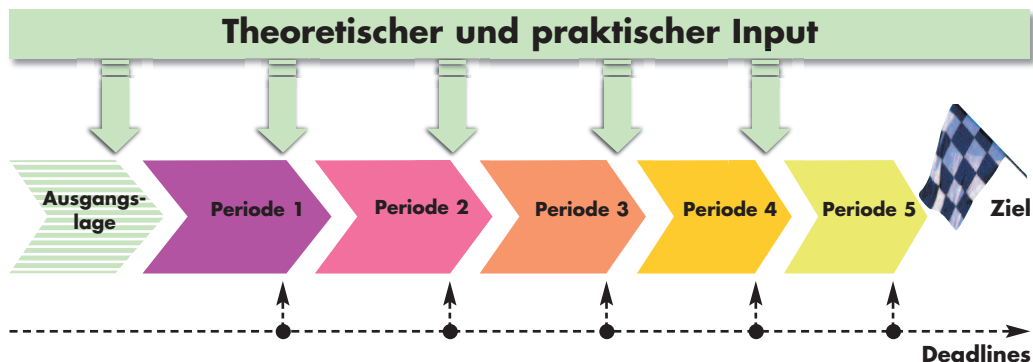 Theoretischer und praktischer Input
Ausgangs-
lage
Periode 1
Periode 2
Periode 3
Periode 4
Periode 5
Ziel
Deadlines